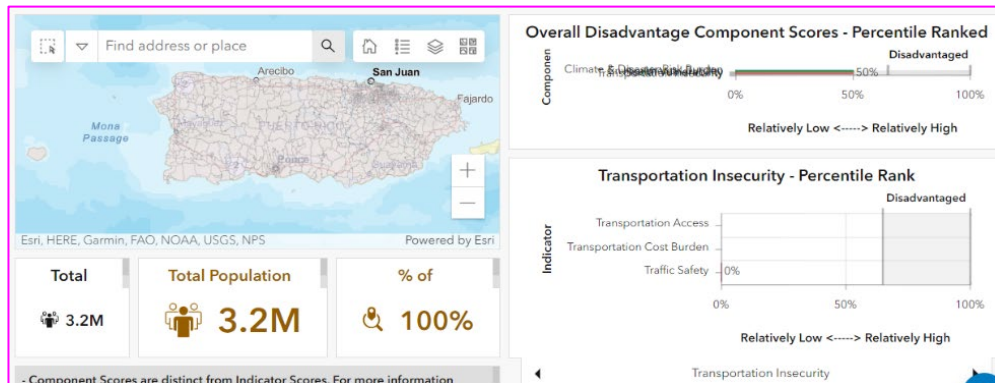 Find address or place
Arecibo
San Juan
Fajardo
Mona
Passage
PUERTO RICO
Ponce
Esri, HERE, Garmin, FAO, NOAA, USGS, NPS
Powered by Esri
Total
3.2M
Total Population
3.2M
% of
100%
- Component Scores are distinct from Indicator Scores. For more information
Overall Disadvantage Component Scores - Percentile Ranked
Disadvantaged
Component
50%
0%
50%
100%
Relatively Low <-----> Relatively High
Transportation Insecurity - Percentile Rank
Disadvantaged
Indicator
Transportation Access
Transportation Cost Burden
Traffic Safety
0%
0%
50%
100%
Relatively Low <-----> Relatively High
Transportation Insecurity